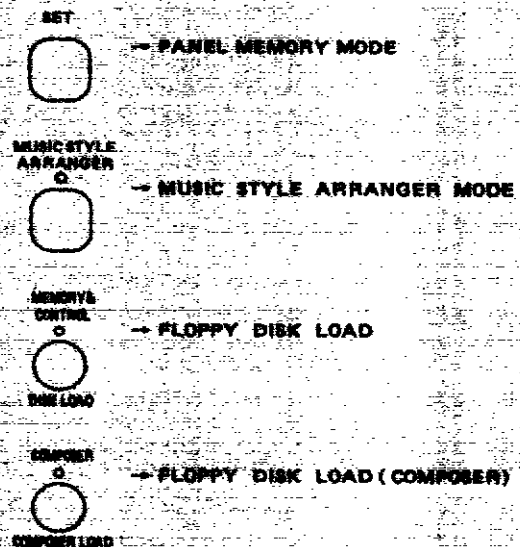 SET
→ PANEL MEMORY MODE
MUSIC STYLE
ARRANGER
→ MUSIC STYLE ARRANGER MODE
MEMORY &
CONTROL
→ FLOPPY DISK LOAD
DISK LOAD
COMPOSER
→ FLOPPY DISK LOAD (COMPOSER)
COMPOSER LOAD